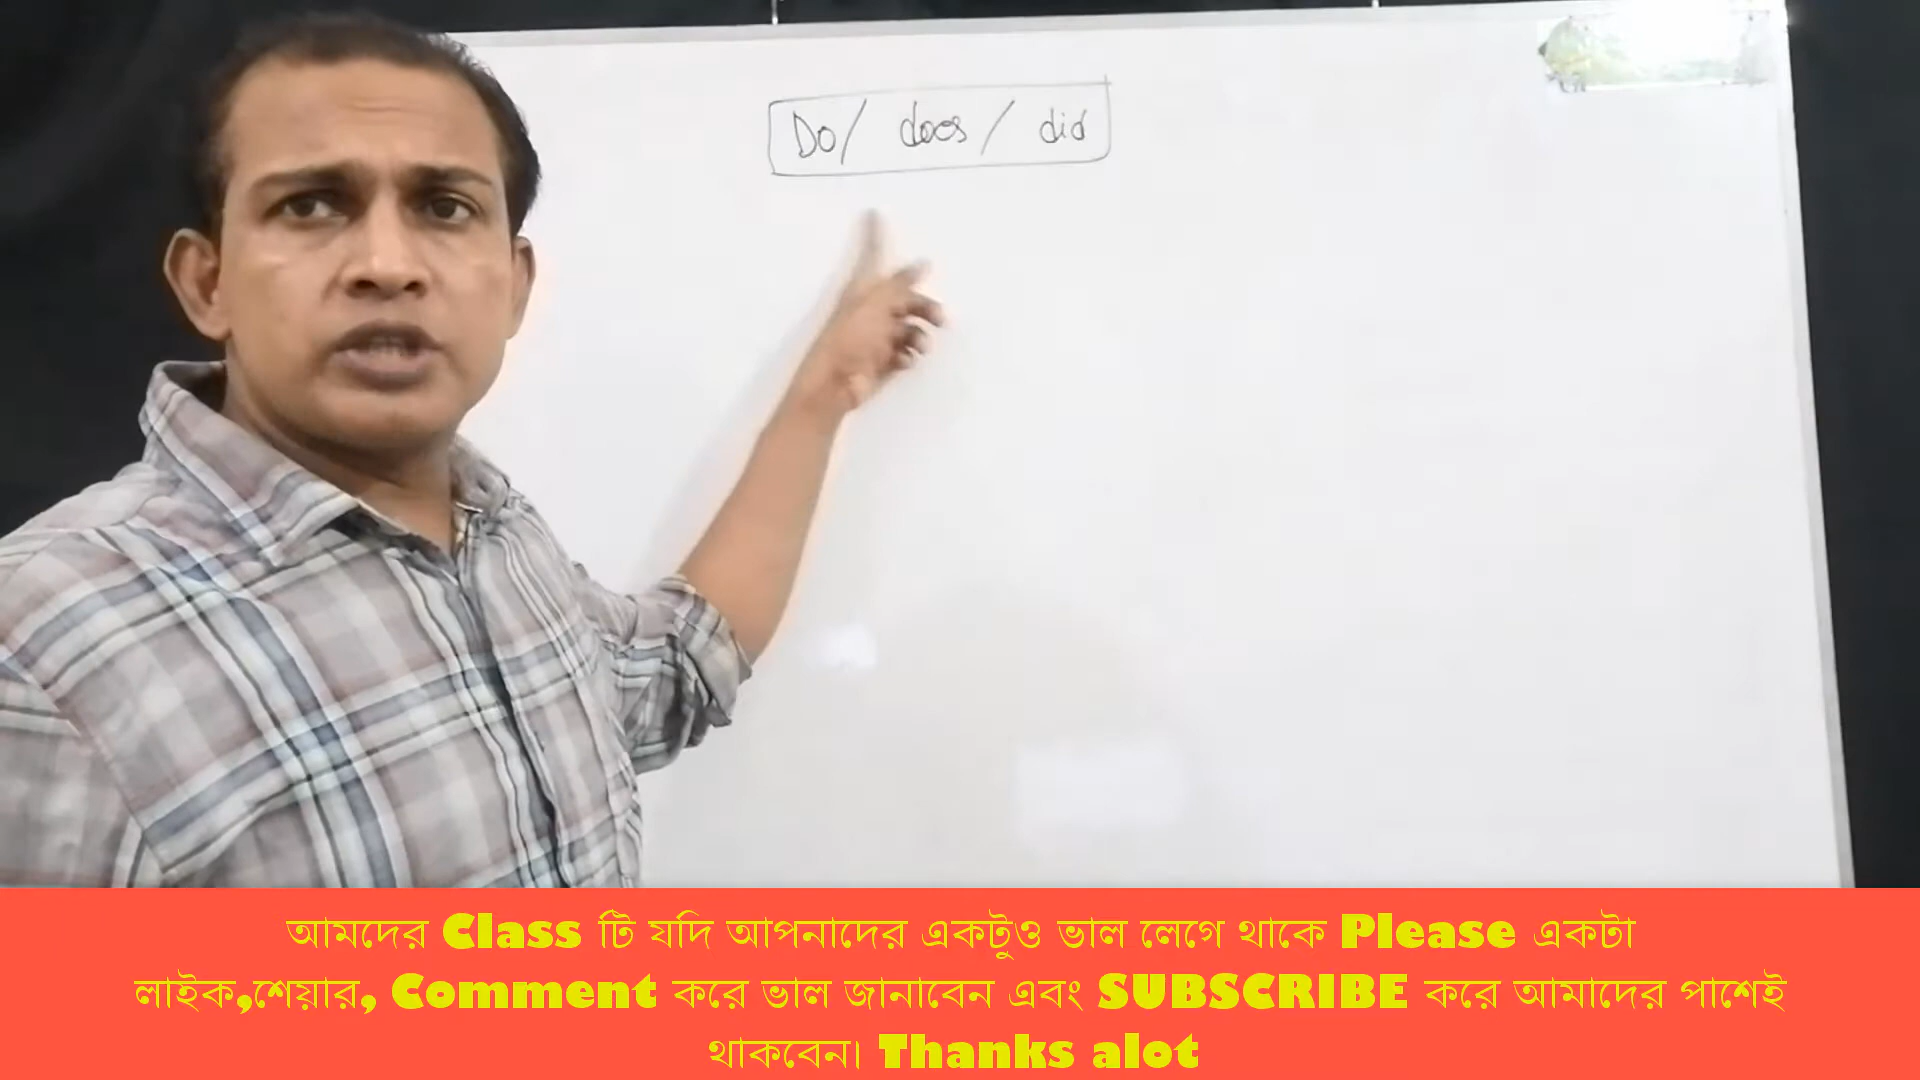 Do / does / did
আমদের Class টি যদি আপনাদের একটুও ভাল লেগে থাকে Please একটা
লাইক,শেয়ার, Comment করে ভাল জানাবেন এবং SUBSCRIBE করে আমাদের পাশেই
থাকবেন। Thanks alot